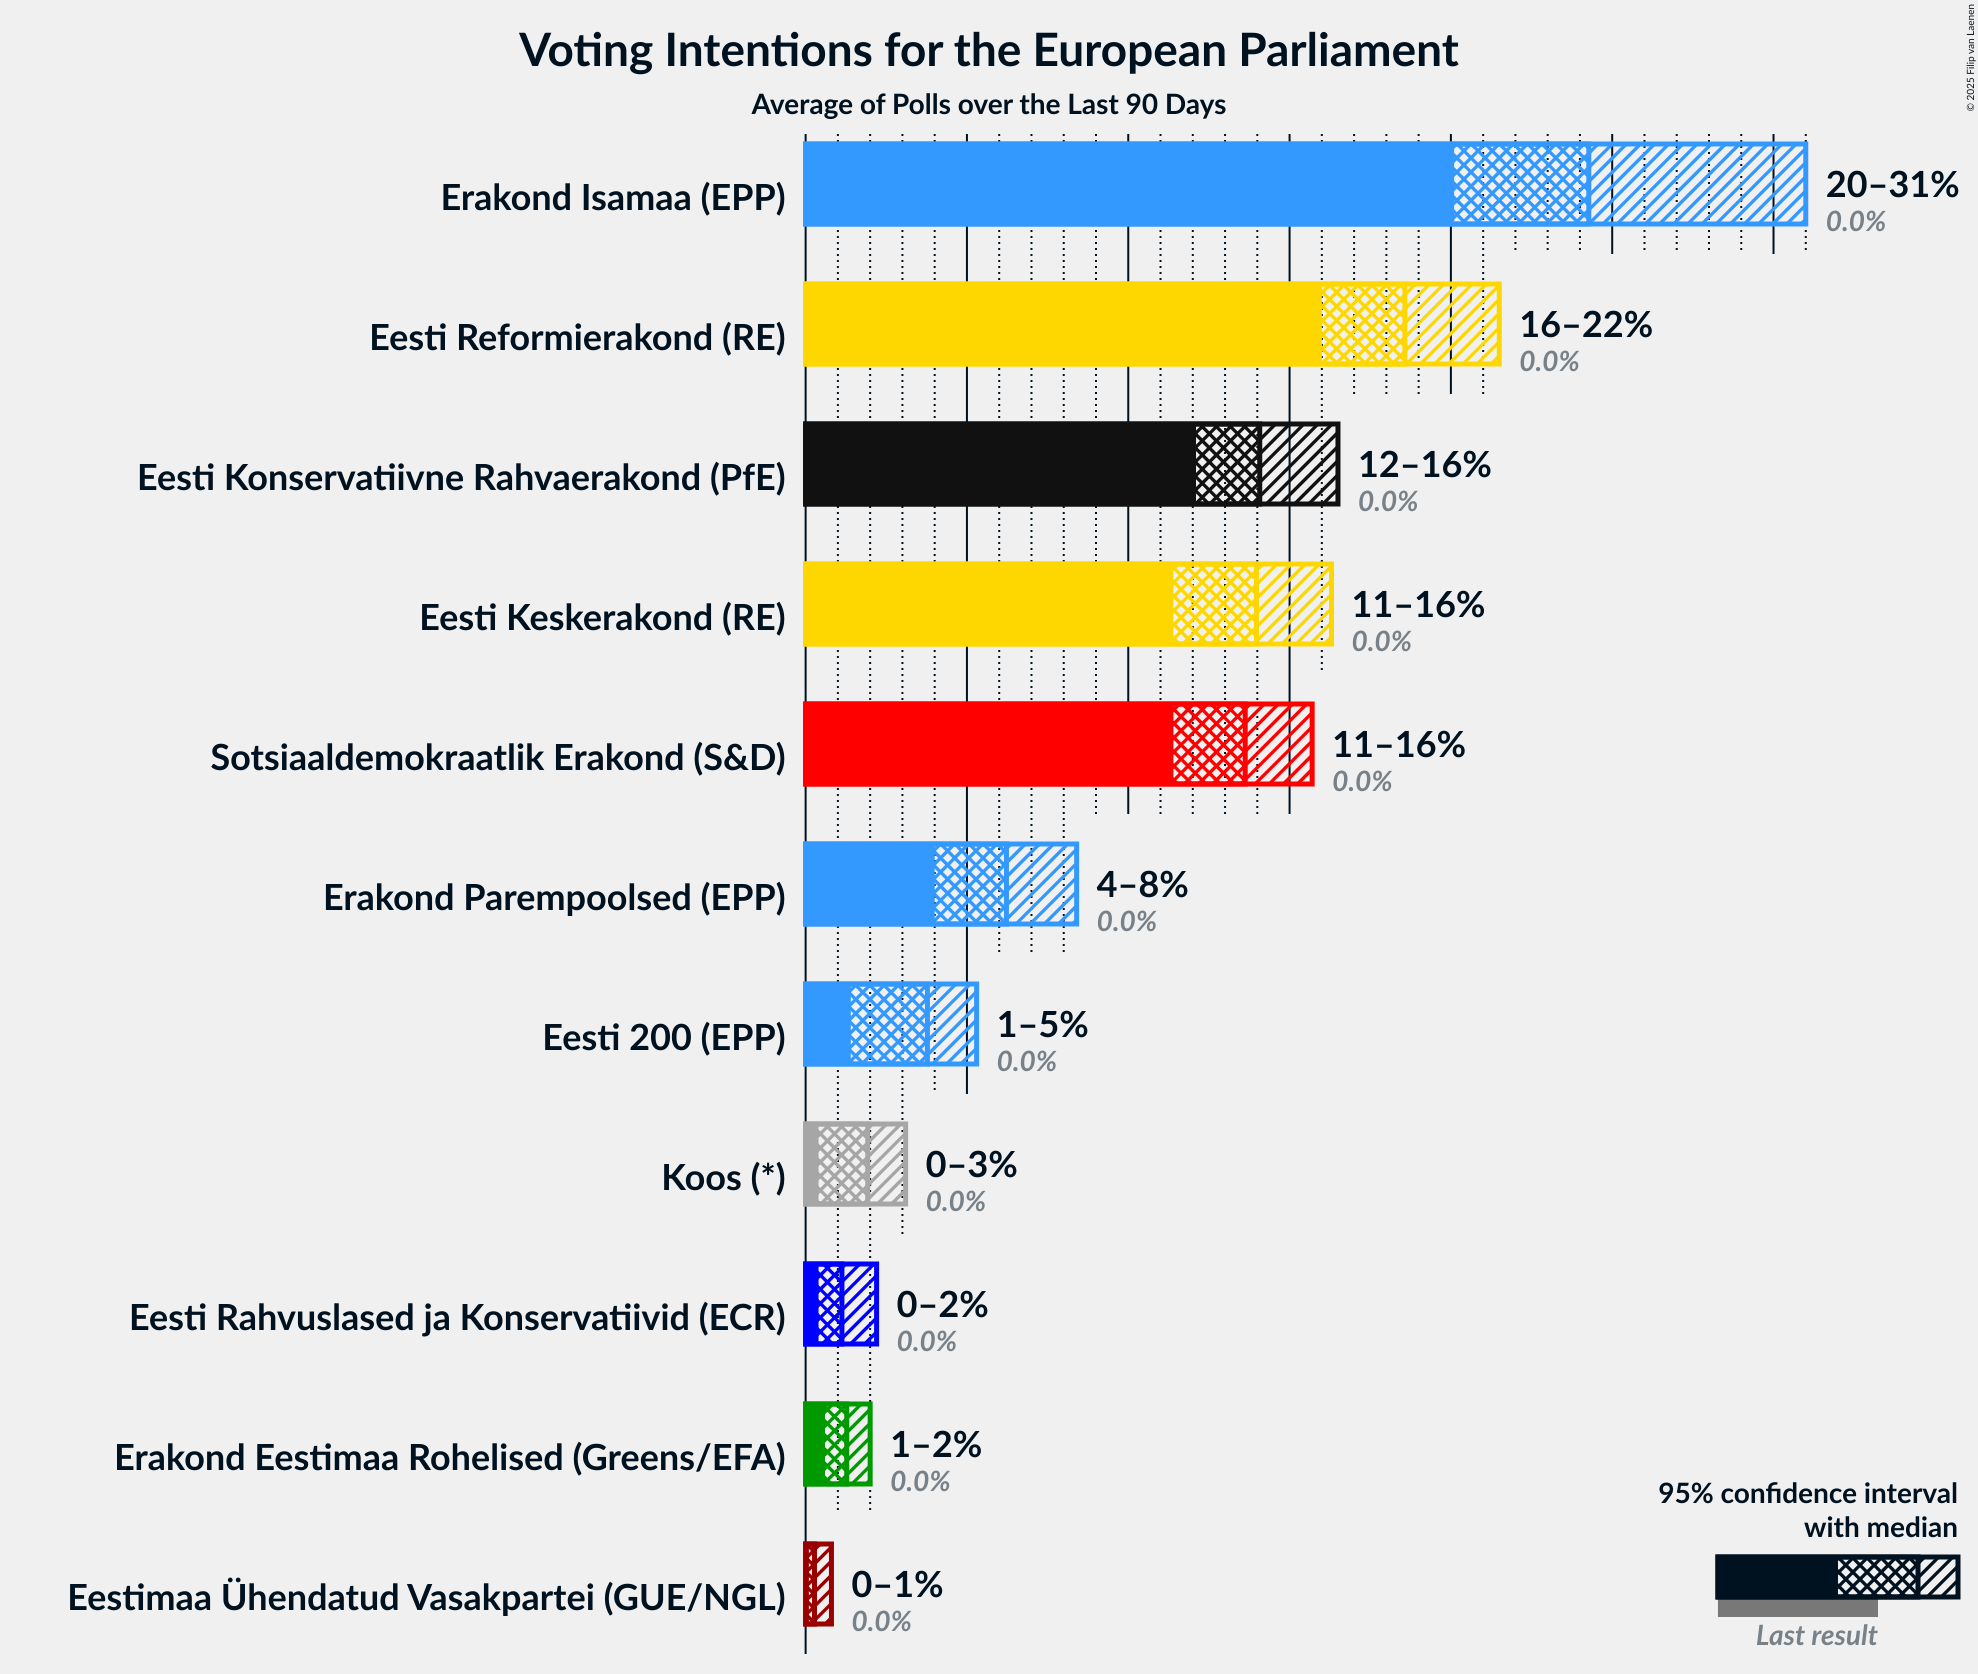 Voting Intentions for the European Parliament
Average of Polls over the Last 90 Days
© 2025 Filip van Laenen
Erakond Isamaa (EPP)
20–31%
0.0%
Eesti Reformierakond (RE)
16–22%
0.0%
Eesti Konservatiivne Rahvaerakond (PfE)
12–16%
0.0%
Eesti Keskerakond (RE)
11–16%
0.0%
Sotsiaaldemokraatlik Erakond (S&D)
11–16%
0.0%
Erakond Parempoolsed (EPP)
4–8%
0.0%
Eesti 200 (EPP)
1–5%
0.0%
Koos (*)
0–3%
0.0%
Eesti Rahvuslased ja Konservatiivid (ECR)
0–2%
0.0%
Erakond Eestimaa Rohelised (Greens/EFA)
1–2%
0.0%
Eestimaa Ühendatud Vasakpartei (GUE/NGL)
0–1%
0.0%
95% confidence interval
with median
Last result